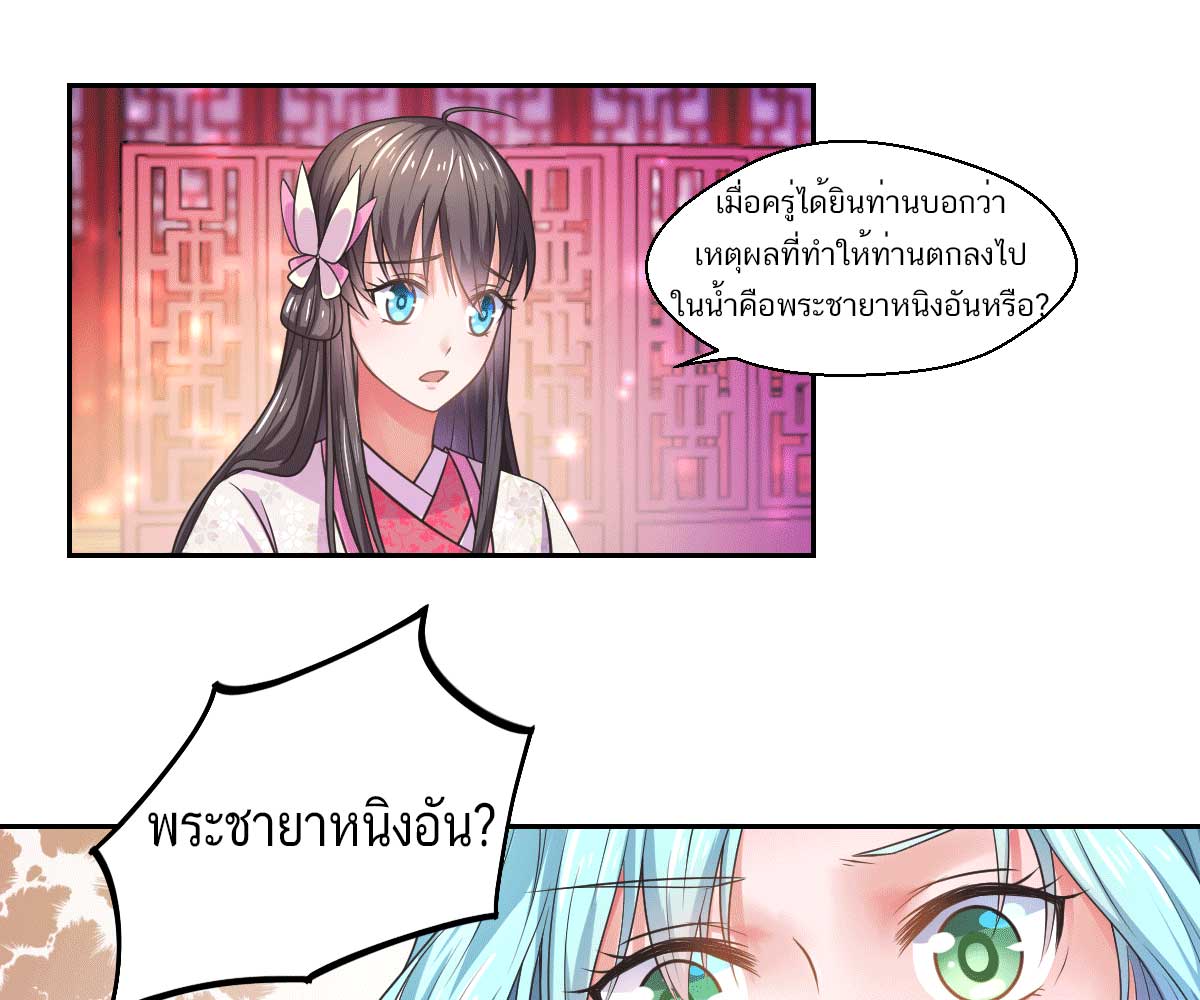 เมื่อครู่ได้ยินท่านบอกว่า
เหตุผลที่ทำให้ท่านตกลงไป
ในน้ำคือพระชายาหนิงอันหรือ?
พระชายาหนิงอัน?